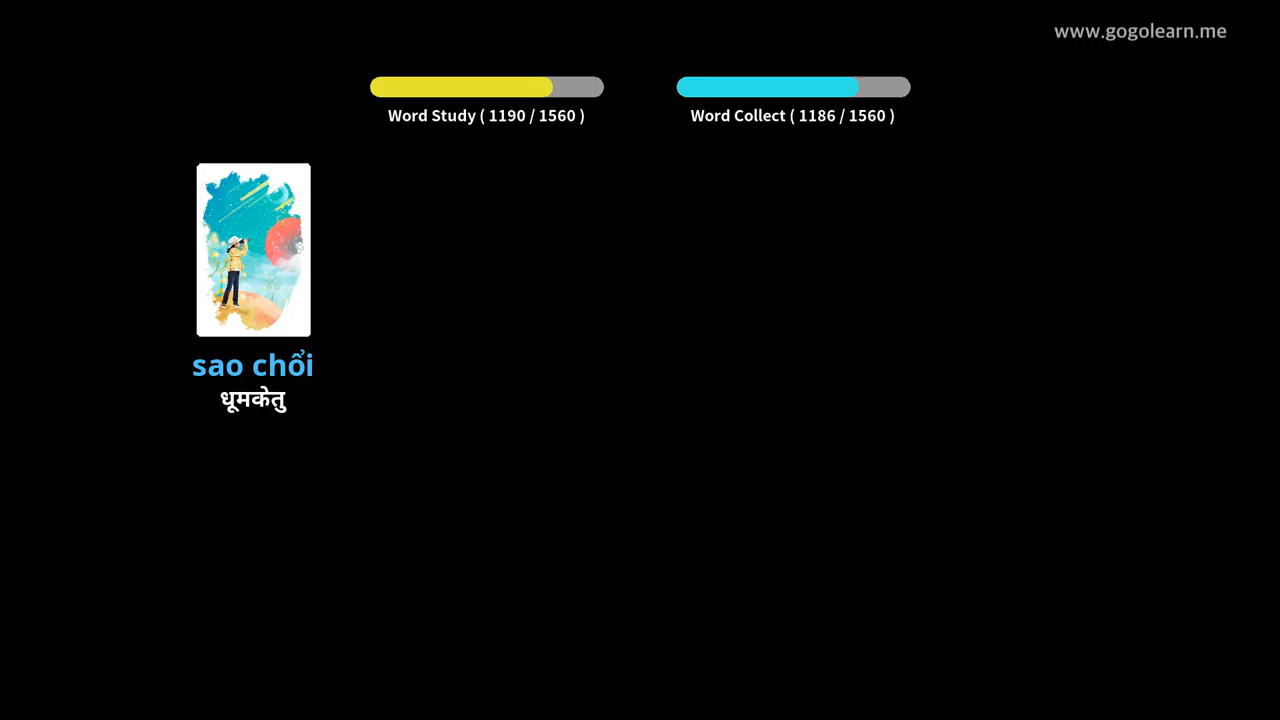 www.gogolearn.me
Word Study ( 1190 / 1560 )
Word Collect ( 1186 / 1560 )
sao chổi
धूमकेतु